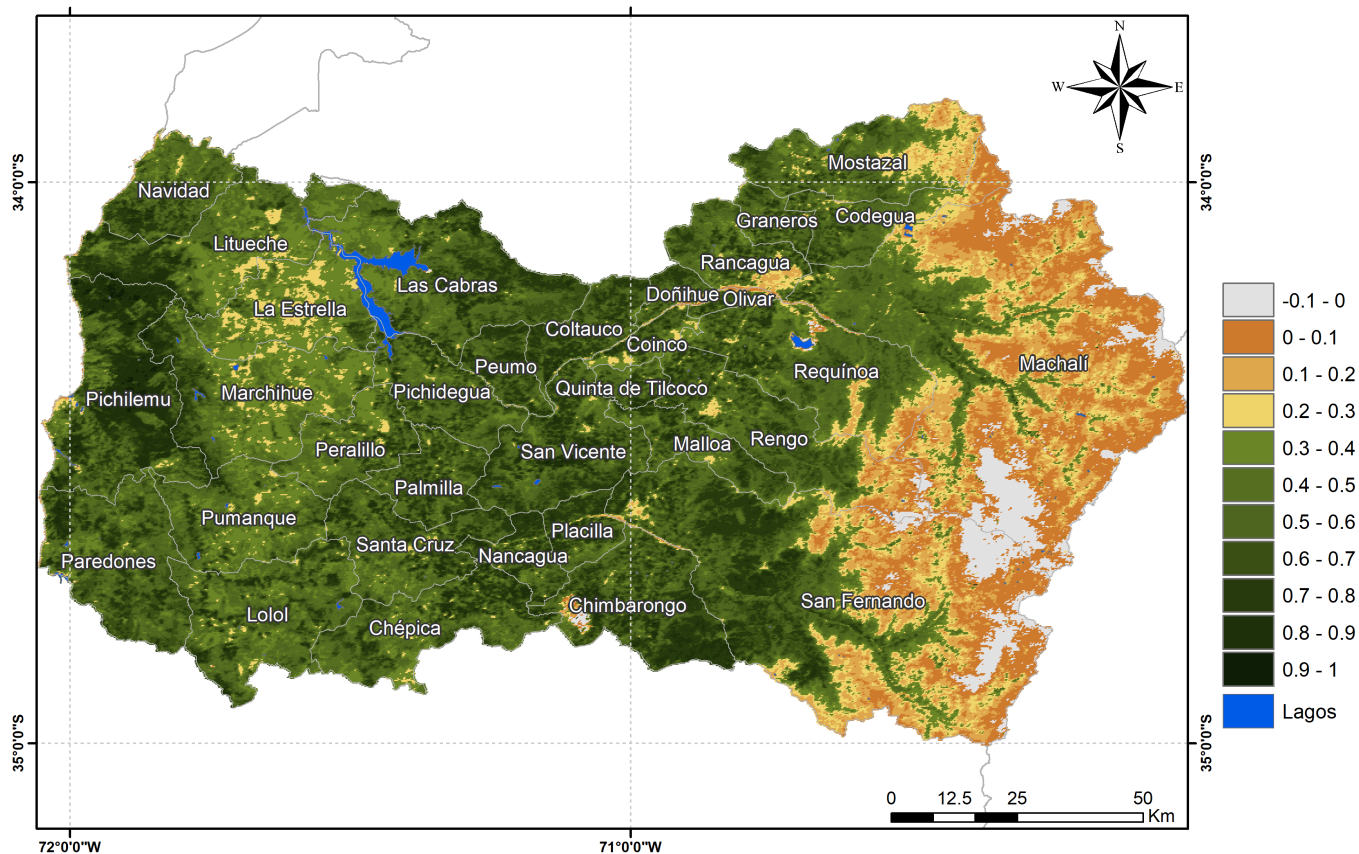 N
W
E
S
34°0'0"S
34°0'0"S
Mostazal
Navidad
Graneros
Codegua
Litueche
Rancagua
Las Cabras
Doñihue
Olivar
La Estrella
Coltauco
Coinco
Peumo
Requínoa
Machalí
Pichilemu
Marchihue
Pichidegua
Quinta de Tilcoco
Peralillo
San Vicente
Malloa
Rengo
Palmilla
Pumanque
Placilla
Santa Cruz
Nancagua
Paredones
Lolol
Chépica
Chimbarongo
San Fernando
-0.1 - 0
0 - 0.1
0.1 - 0.2
0.2 - 0.3
0.3 - 0.4
0.4 - 0.5
0.5 - 0.6
0.6 - 0.7
0.7 - 0.8
0.8 - 0.9
0.9 - 1
Lagos
35°0'0"S
35°0'0"S
0 12.5 25 50
Km
72°0'0"W
71°0'0"W